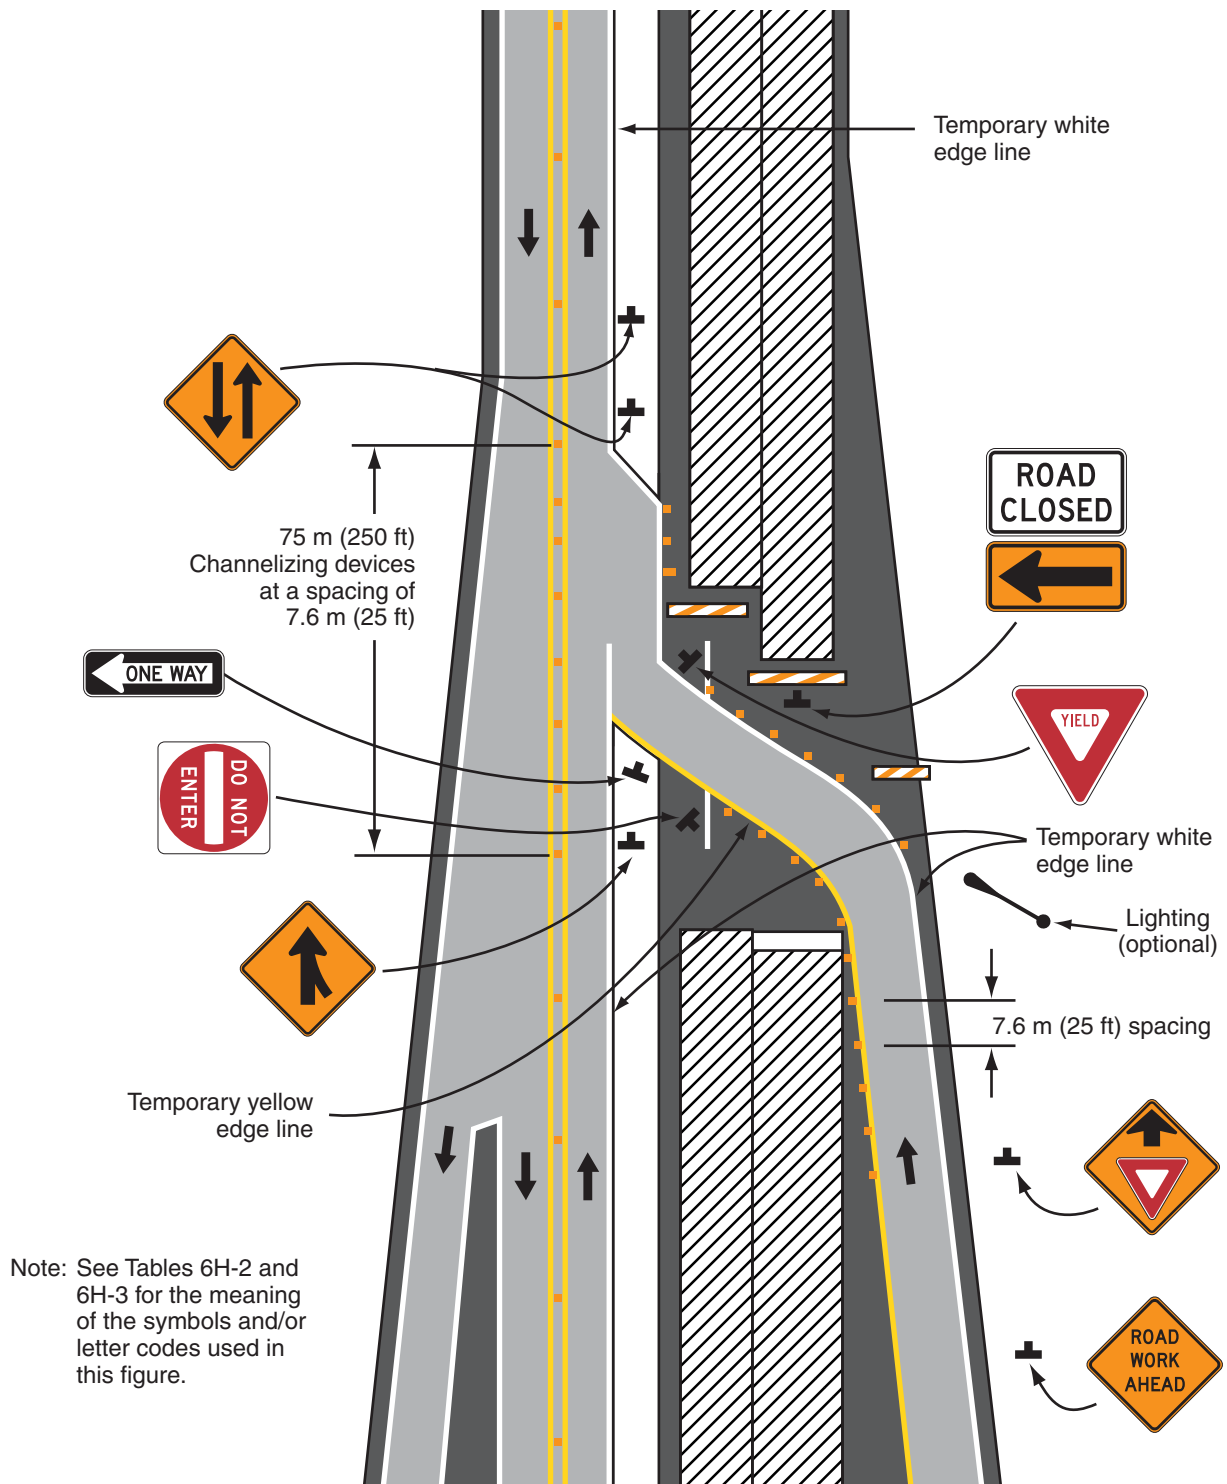 Temporary white
edge line
ROAD
CLOSED
75 m (250 ft)
Channelizing devices
at a spacing of
7.6 m (25 ft)
ONE WAY
YIELD
DO NOT
ENTER
Temporary white
edge line
Lighting
(optional)
7.6 m (25 ft) spacing
Temporary yellow
edge line
Note: See Tables 6H-2 and
6H-3 for the meaning
of the symbols and/or
letter codes used in
this figure.
ROAD
WORK
AHEAD